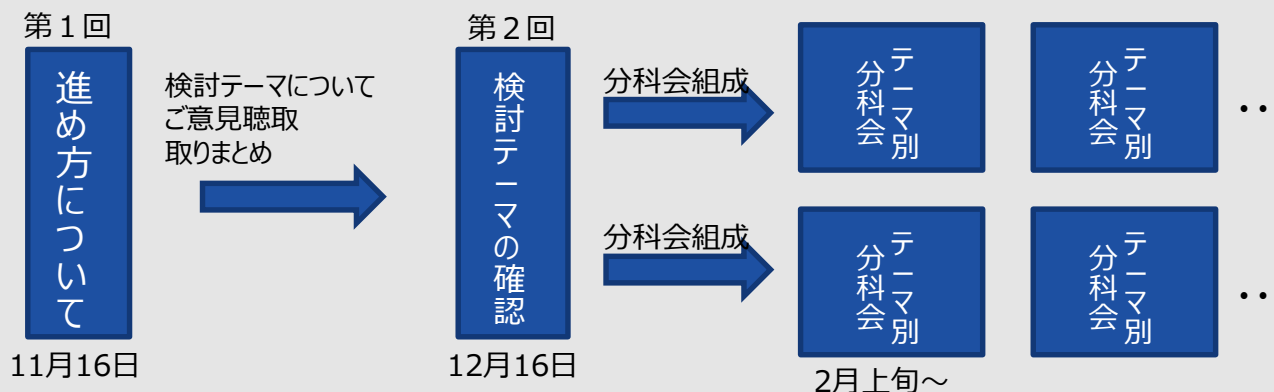 第１回
進め方について
11月16日
検討テーマについて
ご意見聴取
取りまとめ
第２回
検討テーマの確認
12月16日
分科会組成
テーマ別
分科会
テーマ別
分科会
・・
分科会組成
テーマ別
分科会
テーマ別
分科会
・・
2月上旬～